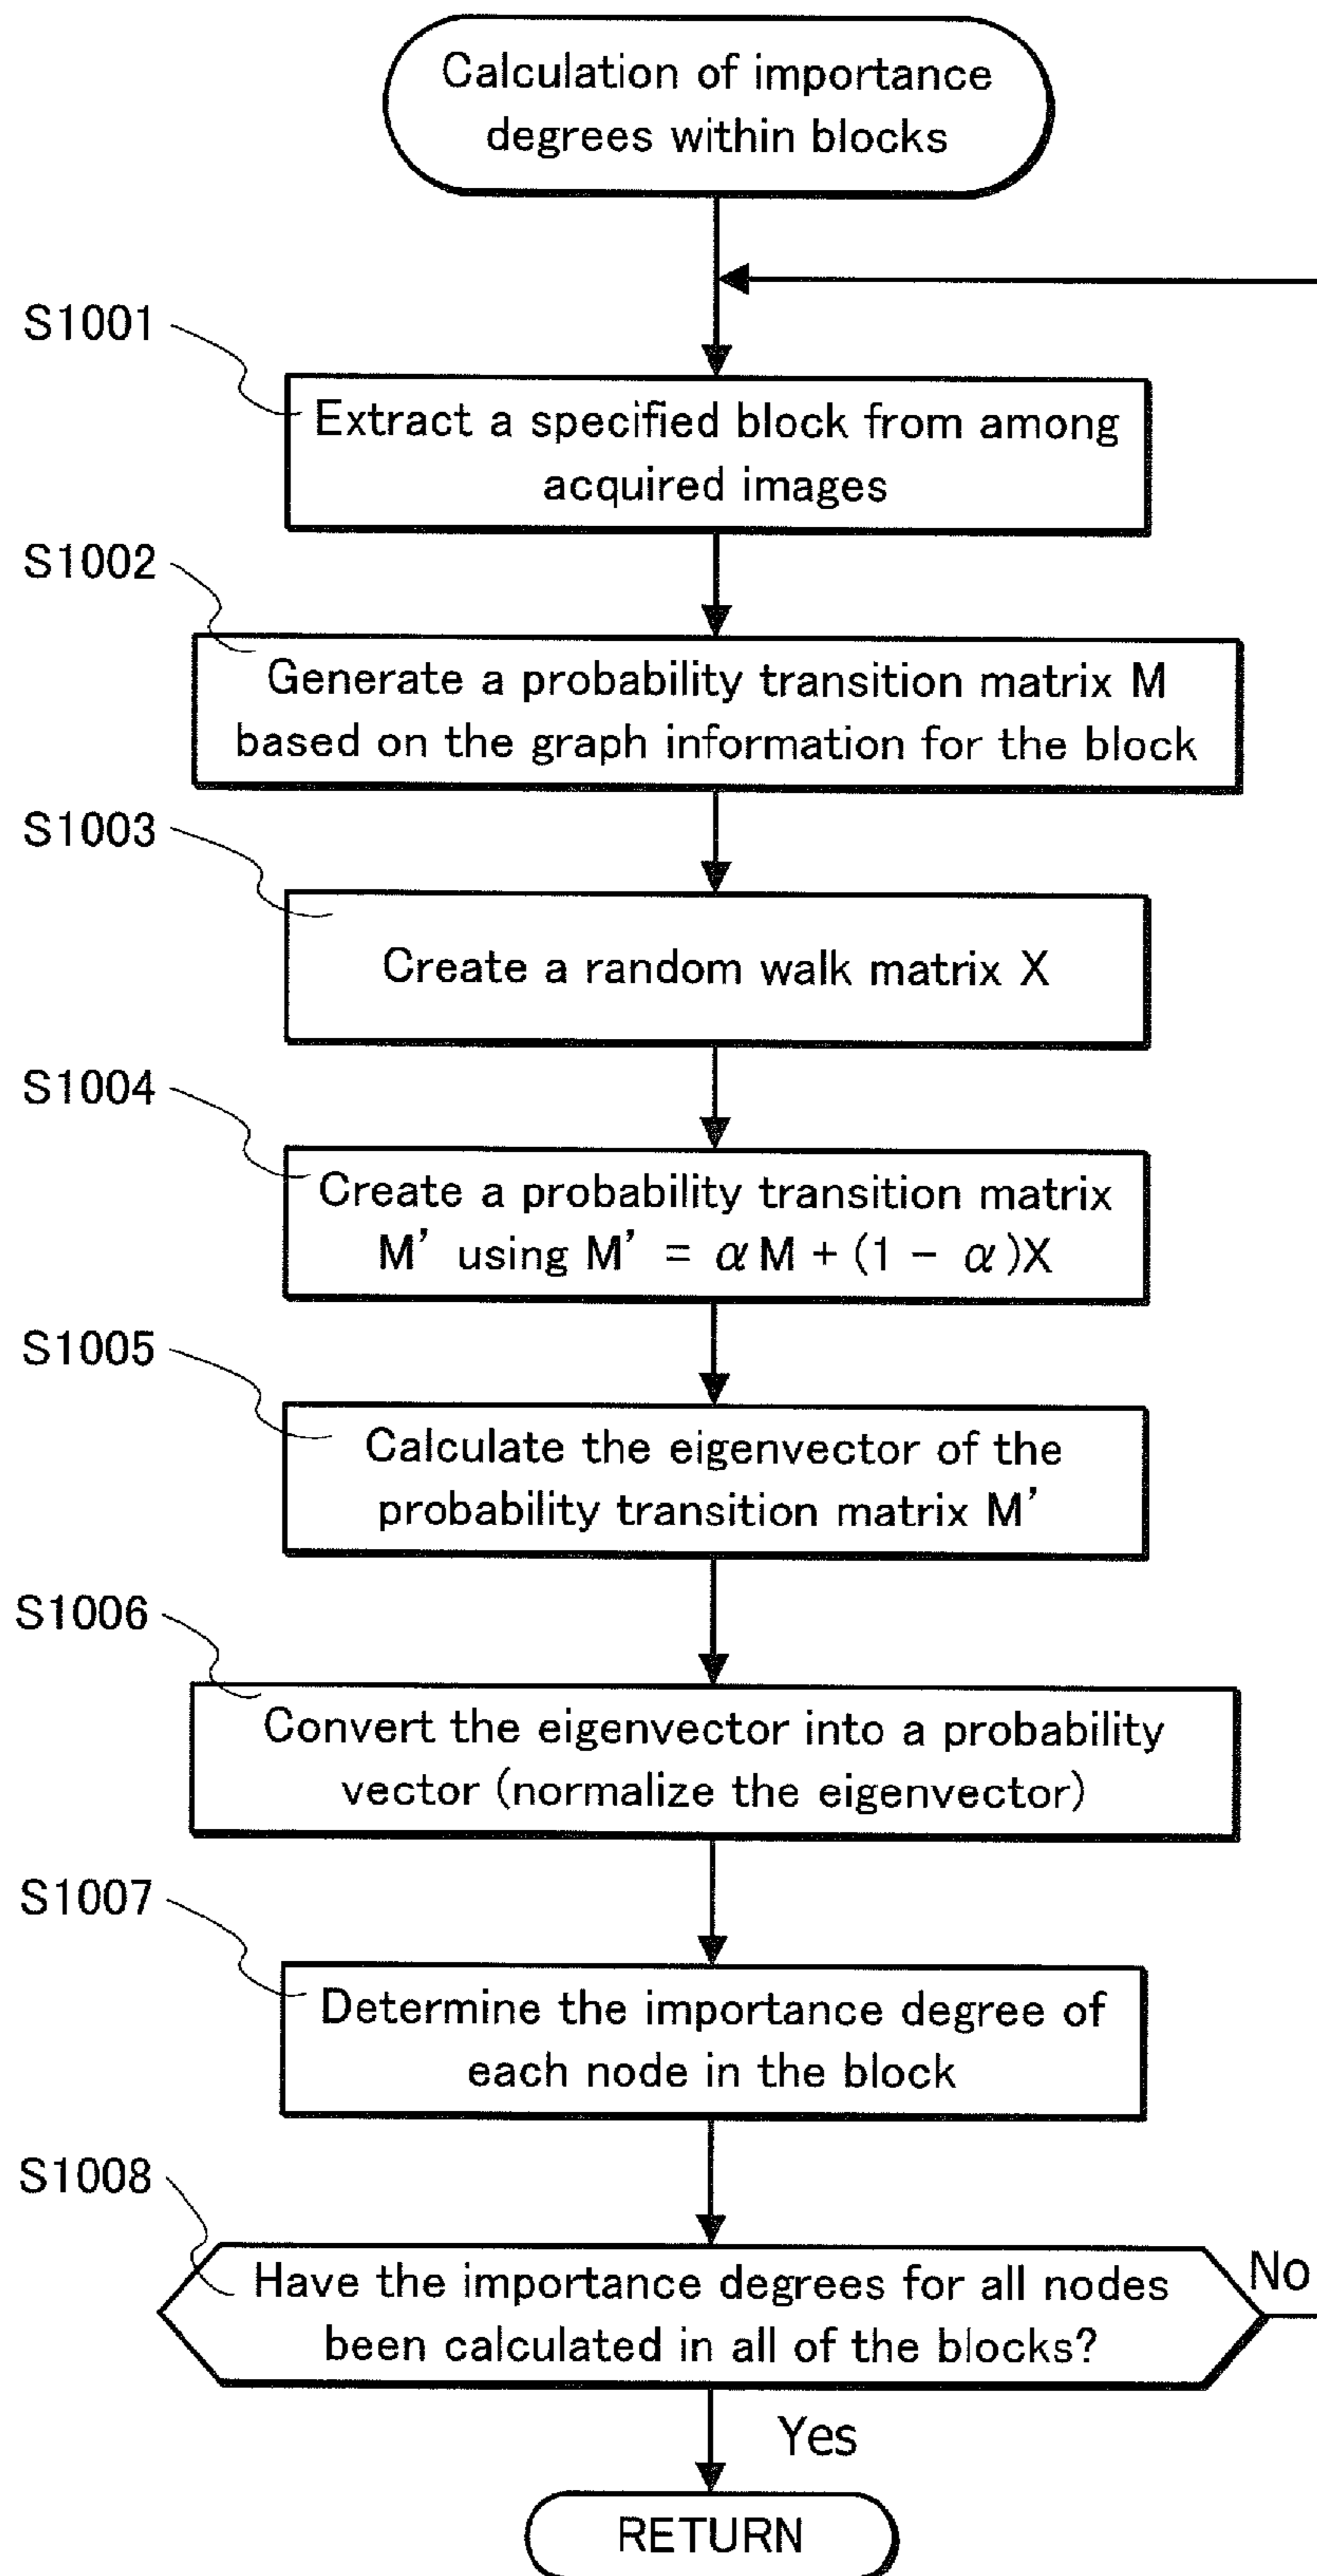 Calculation of importance
degrees within blocks
S1001
Extract a specified block from among
acquired images
S1002
Generate a probability transition matrix M
based on the graph information for the block
S1003
Create a random walk matrix X
S1004
Create a probability transition matrix
M' using M' = αM + (1 - α)X
S1005
Calculate the eigenvector of the
probability transition matrix M'
S1006
Convert the eigenvector into a probability
vector (normalize the eigenvector)
S1007
Determine the importance degree of
each node in the block
S1008
Have the importance degrees for all nodes
been calculated in all of the blocks?
No
Yes
RETURN